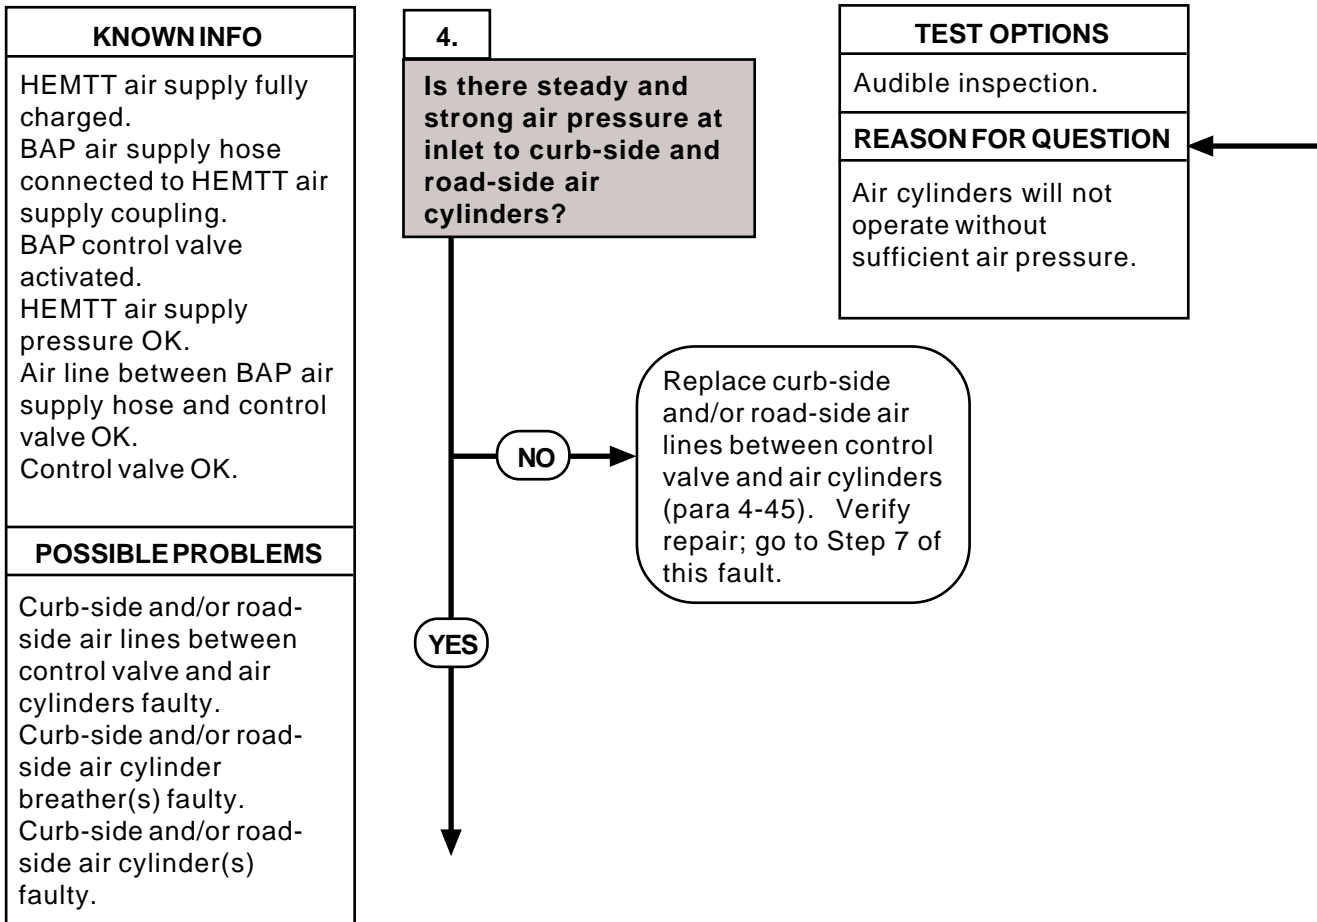 KNOWN INFO
HEMTT air supply fully
charged.
BAP air supply hose
connected to HEMTT air
supply coupling.
BAP control valve
activated.
HEMTT air supply
pressure OK.
Air line between BAP air
supply hose and control
valve OK.
Control valve OK.
POSSIBLE PROBLEMS
Curb-side and/or road-
side air lines between
control valve and air
cylinders faulty.
Curb-side and/or road-
side air cylinder
breather(s) faulty.
Curb-side and/or road-
side air cylinder(s)
faulty.
4.
Is there steady and
strong air pressure at
inlet to curb-side and
road-side air
cylinders?
NO
Replace curb-side
and/or road-side air
lines between control
valve and air cylinders
(para 4-45). Verify
repair; go to Step 7 of
this fault.
YES
TEST OPTIONS
Audible inspection.
REASON FOR QUESTION
Air cylinders will not
operate without
sufficient air pressure.